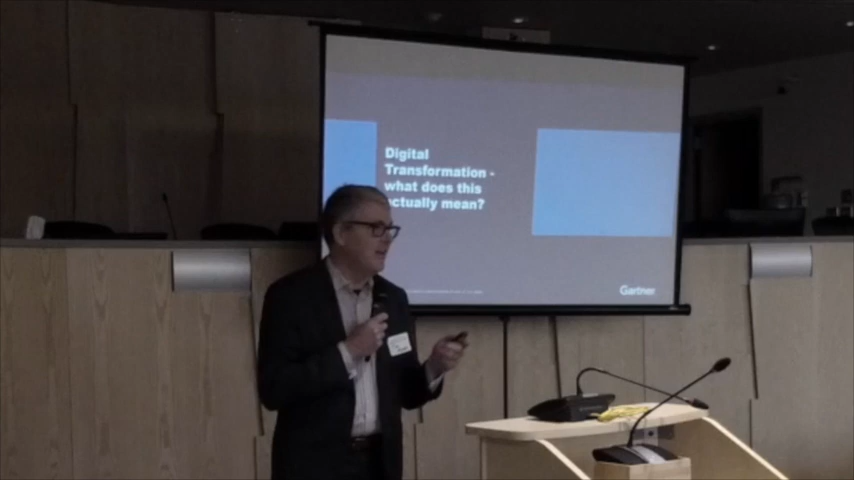 Digital
Transformation -
what does this
actually mean?
Gartner